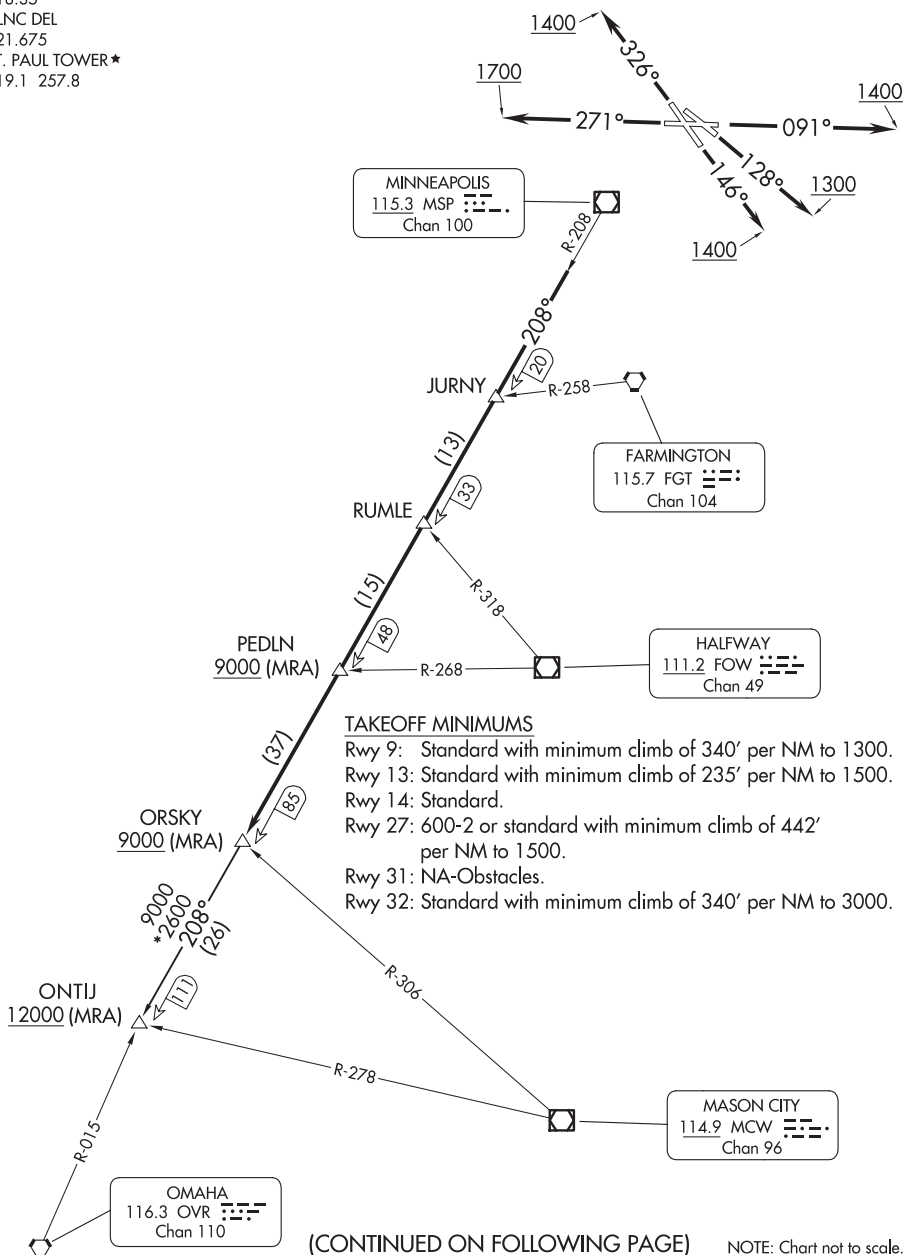 LNC DEL
21.675
T. PAUL TOWER★
19.1 257.8
1400
326°
1700
271°
1400
091°
128°
146°
1300
1400
MINNEAPOLIS
115.3 MSP
Chan 100
R-208
208°
JURNY
20
R-258
FARMINGTON
115.7 FGT
Chan 104
(13)
RUMLE
33
R-318
(15)
PEDLN
9000 (MRA)
48
R-268
HALFWAY
111.2 FOW
Chan 49
(37)
TAKEOFF MINIMUMS
Rwy 9: Standard with minimum climb of 340' per NM to 1300.
Rwy 13: Standard with minimum climb of 235' per NM to 1500.
Rwy 14: Standard.
Rwy 27: 600-2 or standard with minimum climb of 442'
per NM to 1500.
Rwy 31: NA-Obstacles.
Rwy 32: Standard with minimum climb of 340' per NM to 3000.
ORSKY
9000 (MRA)
85
9000
*2600
208°
(26)
R-306
ONTIJ
12000 (MRA)
111
R-278
R-015
MASON CITY
114.9 MCW
Chan 96
OMAHA
116.3 OVR
Chan 110
(CONTINUED ON FOLLOWING PAGE)
NOTE: Chart not to scale.